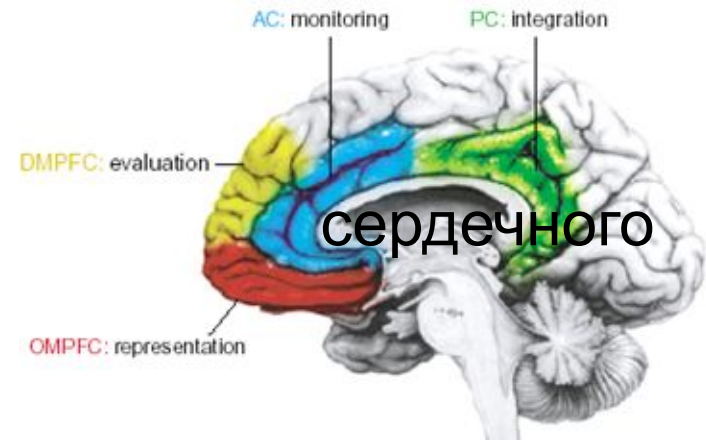 AC: monitoring
PC: integration
DMPFC: evaluation
сердечного
OMPFC: representation